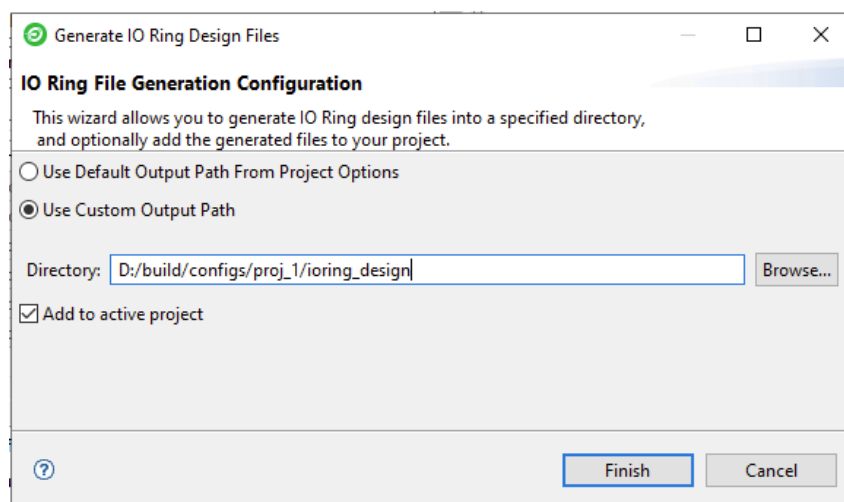 Generate IO Ring Design Files
IO Ring File Generation Configuration
This wizard allows you to generate IO Ring design files into a specified directory,
and optionally add the generated files to your project.
Use Default Output Path From Project Options
Use Custom Output Path
Directory: D:/build/configs/proj_1/ioring_design Browse...
Add to active project
? Finish Cancel